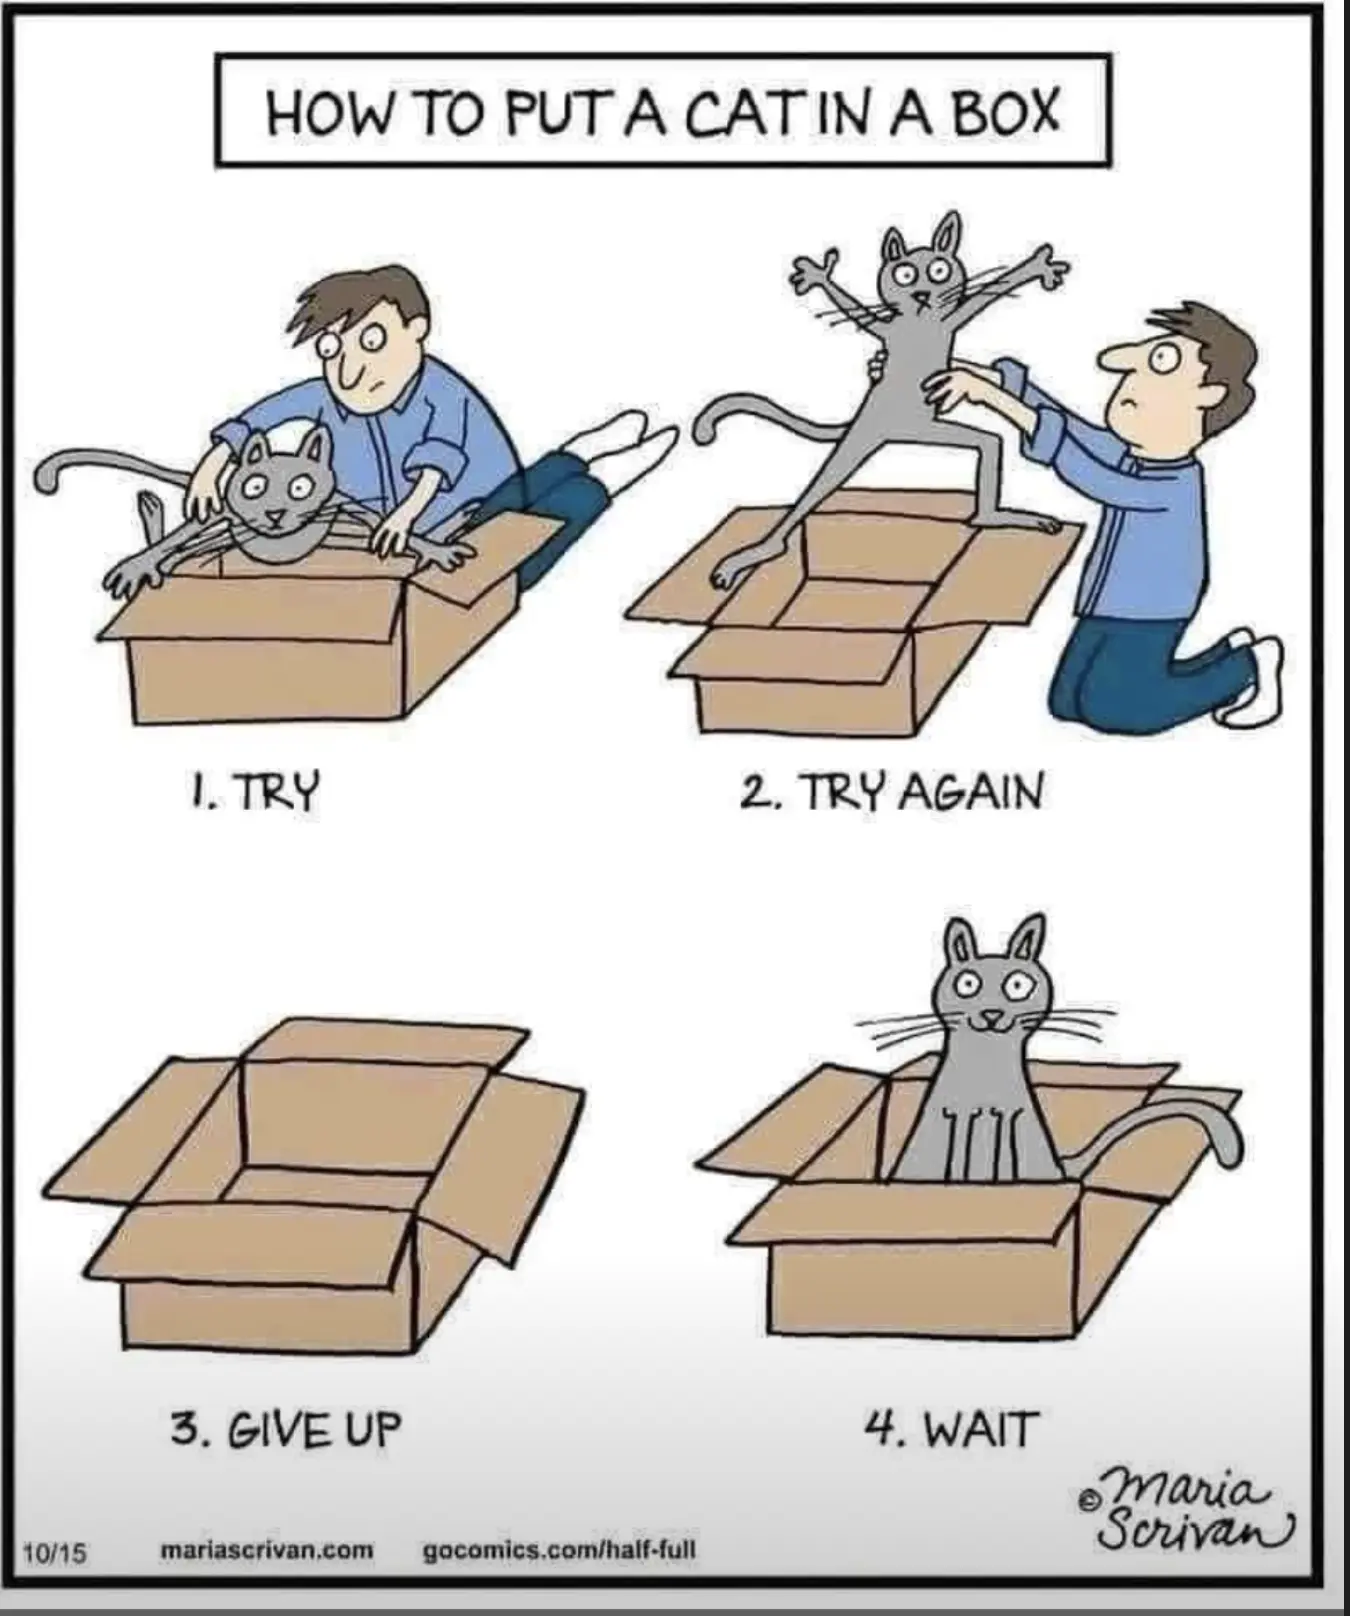 HOW TO PUT A CAT IN A BOX
1. TRY
2. TRY AGAIN
3. GIVE UP
4. WAIT
© Maria
Scrivan
10/15 mariascrivan.com gocomics.com/half-full